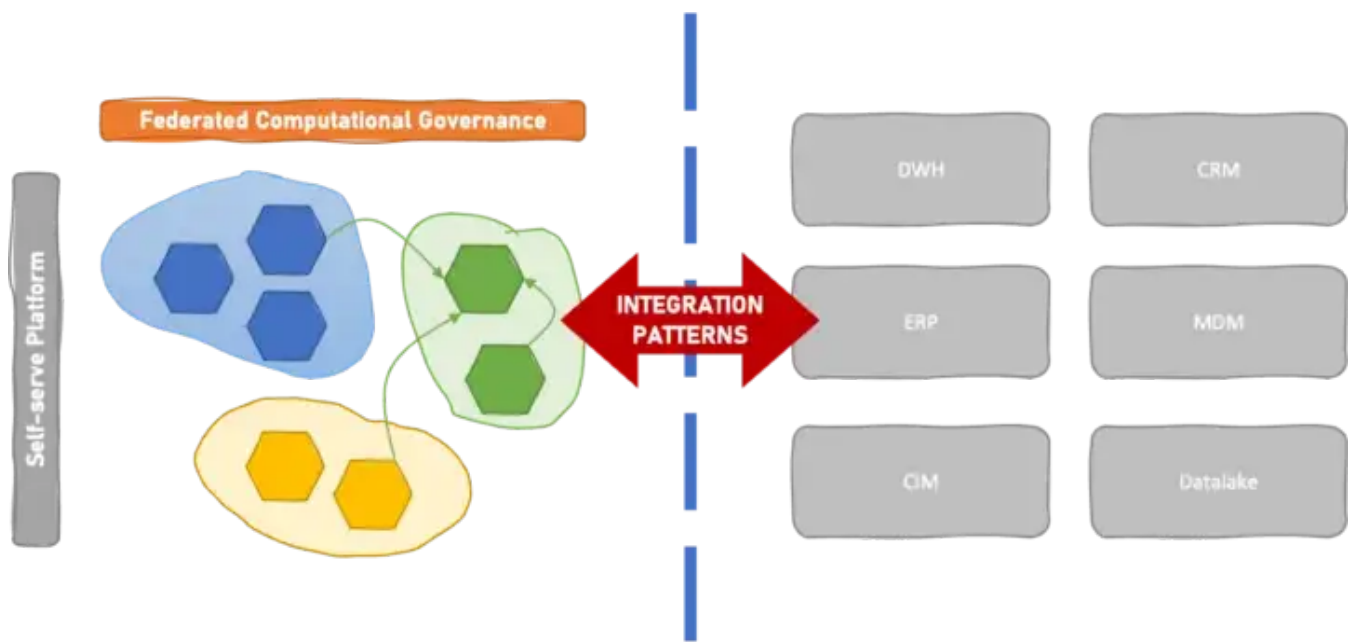 Federated Computational Governance
Self-serve Platform
INTEGRATION
PATTERNS
DWH
CRM
ERP
MDM
CIM
Datalake